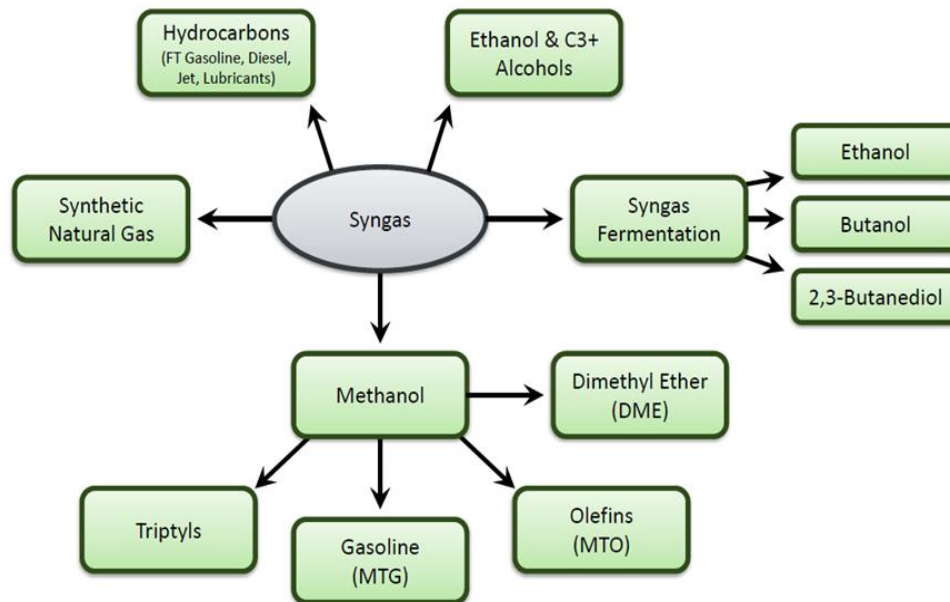 Hydrocarbons
(FT Gasoline, Diesel,
Jet, Lubricants)
Ethanol & C3+
Alcohols
Synthetic
Natural Gas
Syngas
Syngas
Fermentation
Ethanol
Butanol
2,3-Butanediol
Methanol
Dimethyl Ether
(DME)
Triptyls
Gasoline
(MTG)
Olefins
(MTO)